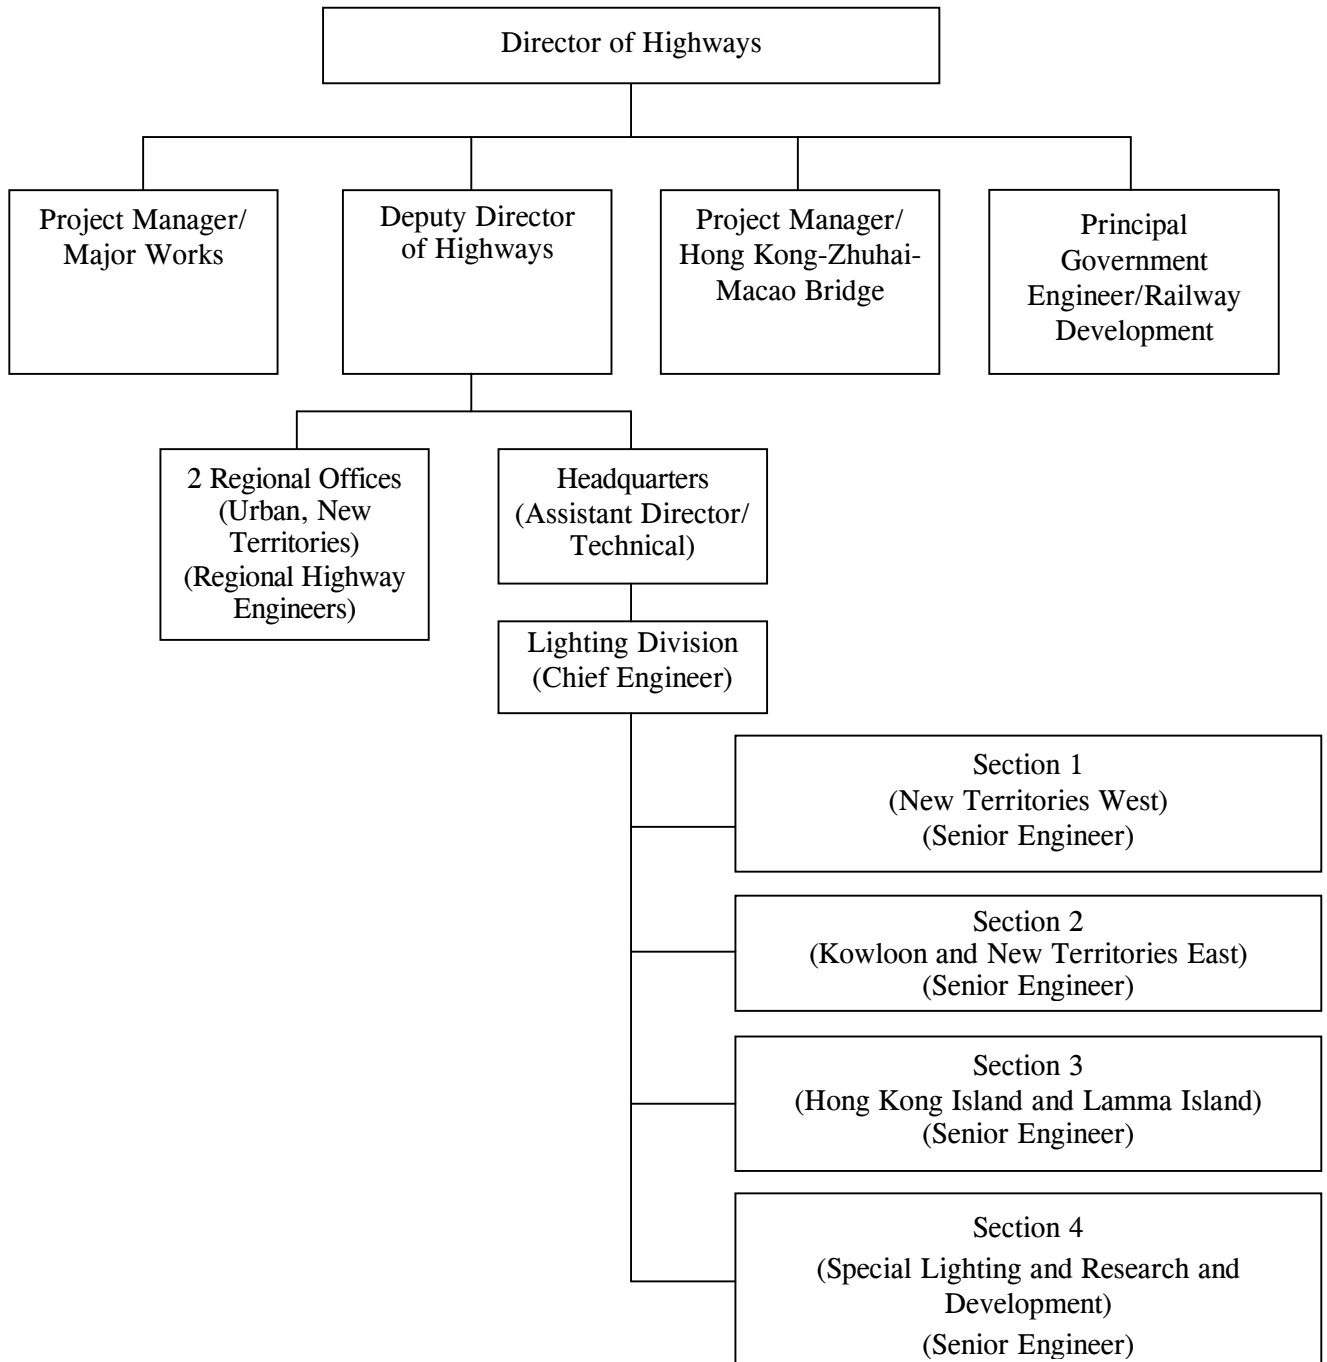 Director of Highways
Project Manager/
Major Works
Deputy Director
of Highways
Project Manager/
Hong Kong-Zhuhai-
Macao Bridge
Principal
Government
Engineer/Railway
Development
2 Regional Offices
(Urban, New
Territories)
(Regional Highway
Engineers)
Headquarters
(Assistant Director/
Technical)
Lighting Division
(Chief Engineer)
Section 1
(New Territories West)
(Senior Engineer)
Section 2
(Kowloon and New Territories East)
(Senior Engineer)
Section 3
(Hong Kong Island and Lamma Island)
(Senior Engineer)
Section 4
(Special Lighting and Research and
Development)
(Senior Engineer)